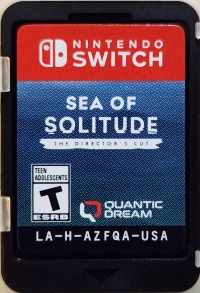 NINTENDO
SWITCH
SEA OF
SOLITUDE
THE DIRECTOR'S CUT
TEEN
ADOLESCENTS
T
ESRB
QUANTIC
DREAM
LA-H-AZFQA-USA